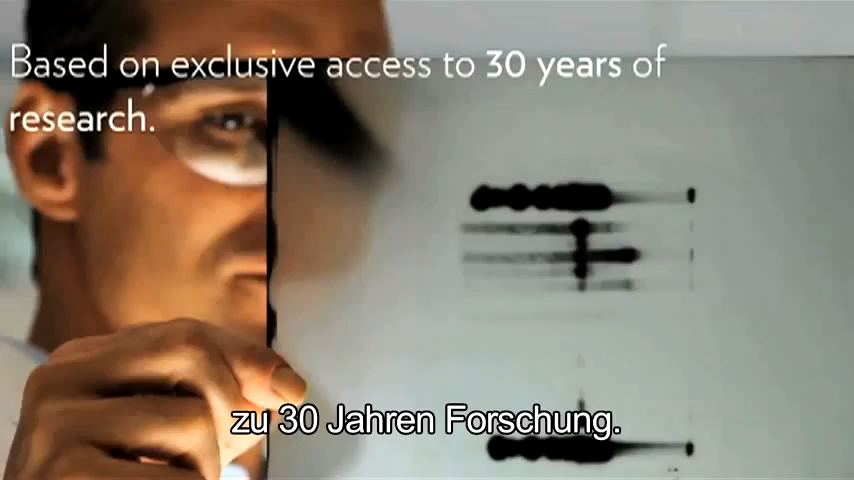 Based on exclusive access to 30 years of
research.
zu 30 Jahren Forschung.